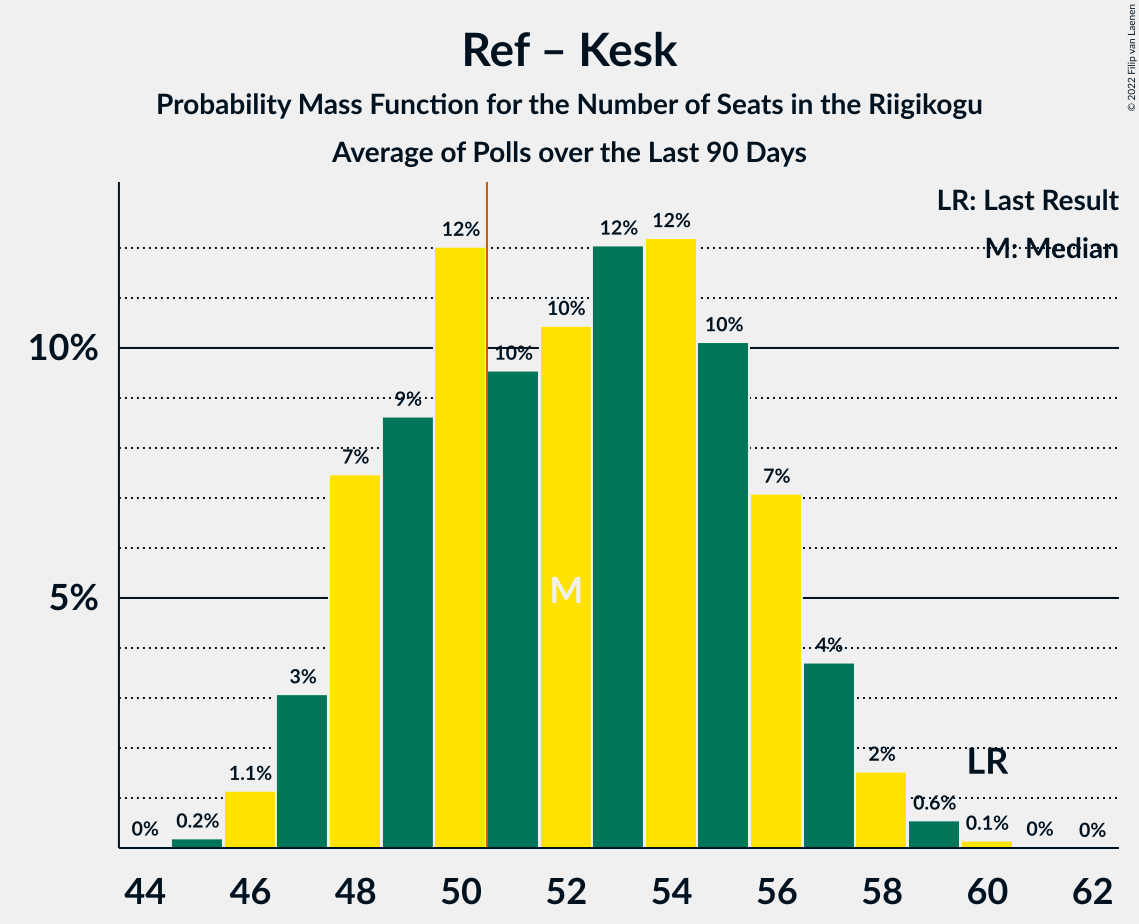 Ref – Kesk
Probability Mass Function for the Number of Seats in the Riigikogu
Average of Polls over the Last 90 Days
© 2022 Filip van Laenen
LR: Last Result
M: Median
12%
12%
12%
10%
10%
10%
10%
9%
7%
7%
5%
M
4%
3%
2%
LR
1.1%
0.6%
0.2%
0.1%
0%
0%
0%
44 46 48 50 52 54 56 58 60 62